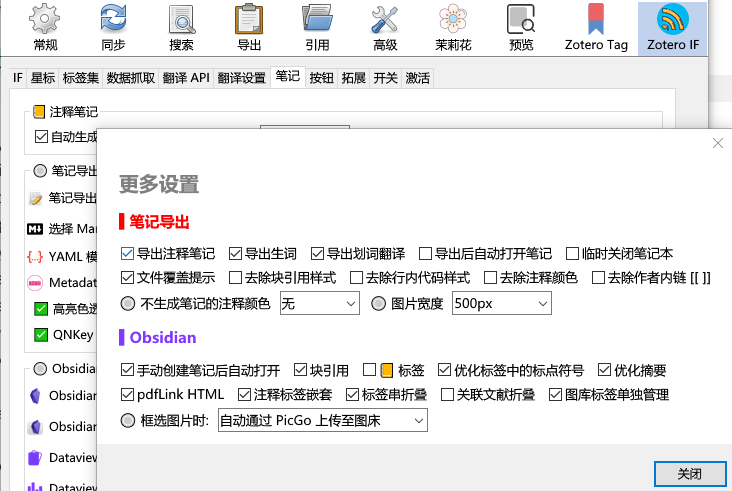 常规 同步 搜索 导出 引用 高级 茉莉花 预览 Zotero Tag Zotero IF
IF 星标 标签集 数据抓取 翻译 API 翻译设置 笔记 按钮 拓展 开关 激活
注释笔记
自动生成
更多设置
笔记导出
导出注释笔记 导出生词 导出划词翻译 导出后自动打开笔记 临时关闭笔记本
文件覆盖提示 去除块引用样式 去除行内代码样式 去除注释颜色 去除作者内链 [[ ]]
不生成笔记的注释颜色 无 图片宽度 500px
Obsidian
手动创建笔记后自动打开 块引用 标签 优化标签中的标点符号 优化摘要
pdfLink HTML 注释标签嵌套 标签串折叠 关联文献折叠 图库标签单独管理
框选图片时: 自动通过 PicGo 上传至图床
关闭
笔记导出
笔记导出
选择 Mar
YAML 模
Metadat
高亮色透
QNKey
Obsidian
Obsidian
Obsidian
Dataview
Dataview